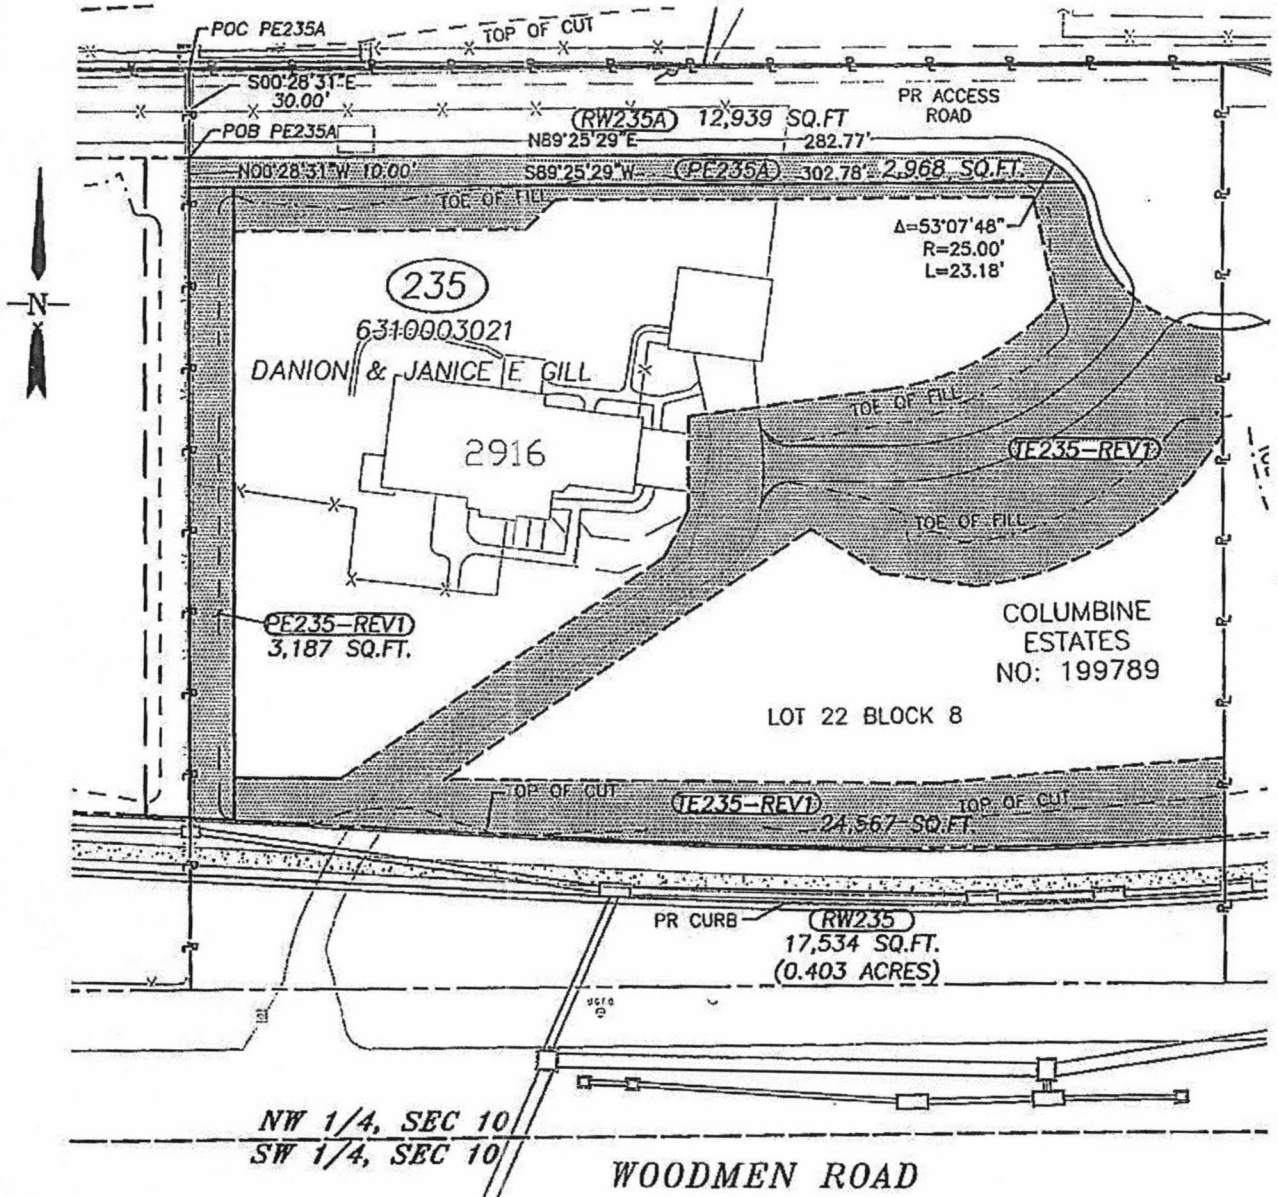 POC PE235A
TOP OF CUT
S00°28'31"E
30.00'
PR ACCESS
ROAD
RW235A 12,939 SQ.FT
POB PE235A
N89°25'29"E 282.77'
N00°28'31"W 10.00'
S89°25'29"W PE235A 302.78' 2,968 SQ.FT.
TOE OF FILL
Δ=53°07'48"
R=25.00'
L=23.18'
N
235
6310003021
DANION & JANICE E GILL
2916
TOE OF FILL
TE235-REV1
TOE OF FILL
PE235-REV1
3,187 SQ.FT.
COLUMBINE
ESTATES
NO: 199789
LOT 22 BLOCK 8
TOP OF CUT
TE235-REV1
24,567 SQ.FT.
TOP OF CUT
PR CURB
RW235
17,534 SQ.FT.
(0.403 ACRES)
NW 1/4, SEC 10
SW 1/4, SEC 10
WOODMEN ROAD